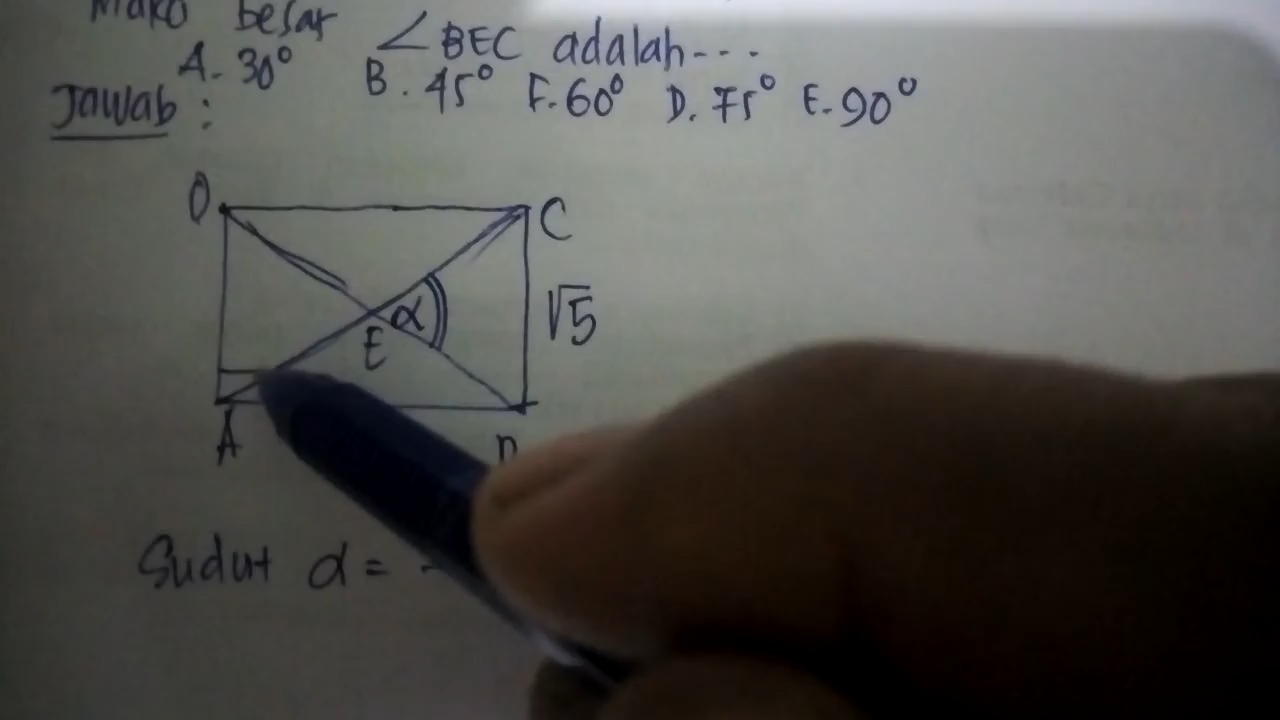 Maka besar ∠BEC adalah...
A. 30° B. 45° F. 60° D. 75° E. 90°
Jawab :
D C
E α √5
A B
Sudut α =